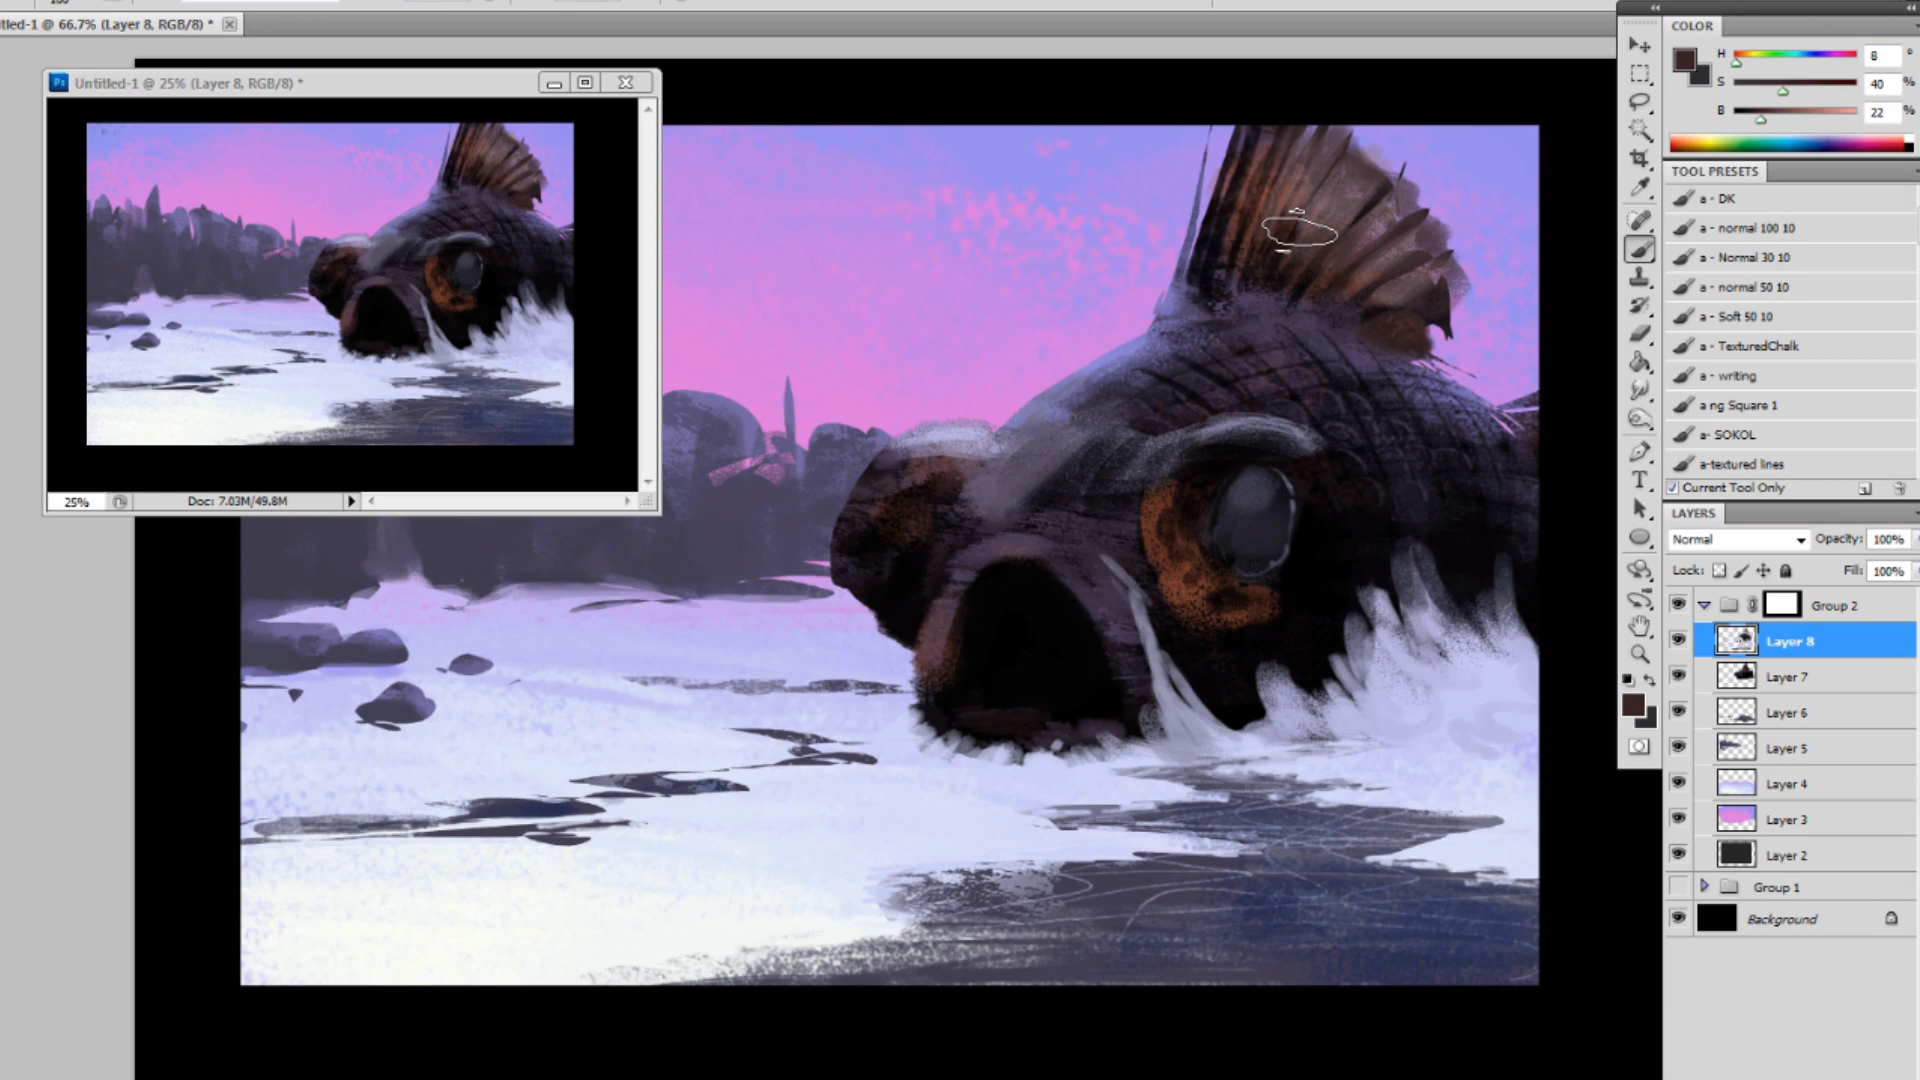 itled-1 @ 66.7% (Layer 8, RGB/8) *
Untitled-1 @ 25% (Layer 8, RGB/8) *
25%
Doc: 7.03M/49.8M
COLOR
H 8 °
S 40 %
B 22 %
TOOL PRESETS
a - DK
a - normal 100 10
a - Normal 30 10
a - normal 50 10
a - Soft 50 10
a - TexturedChalk
a - writing
a ng Square 1
a- SOKOL
a-textured lines
Current Tool Only
LAYERS
Normal Opacity: 100%
Lock: Fill: 100%
Group 2
Layer 8
Layer 7
Layer 6
Layer 5
Layer 4
Layer 3
Layer 2
Group 1
Background